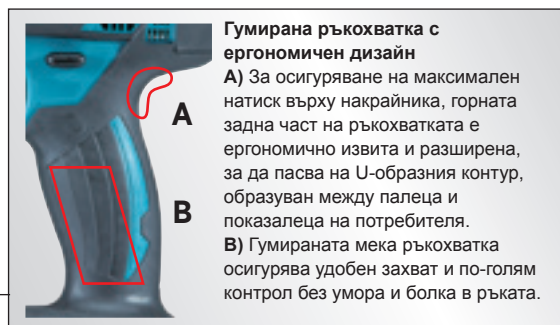 Гумирана ръкохватка с
ергономичен дизайн
А) За осигуряване на максимален
натиск върху накрайника, горната
задна част на ръкохватката е
ергономично извита и разширена,
за да пасва на U-образния контур,
образуван между палеца и
показалеца на потребителя.
В) Гумираната мека ръкохватка
осигурява удобен захват и по-голям
контрол без умора и болка в ръката.
A
B